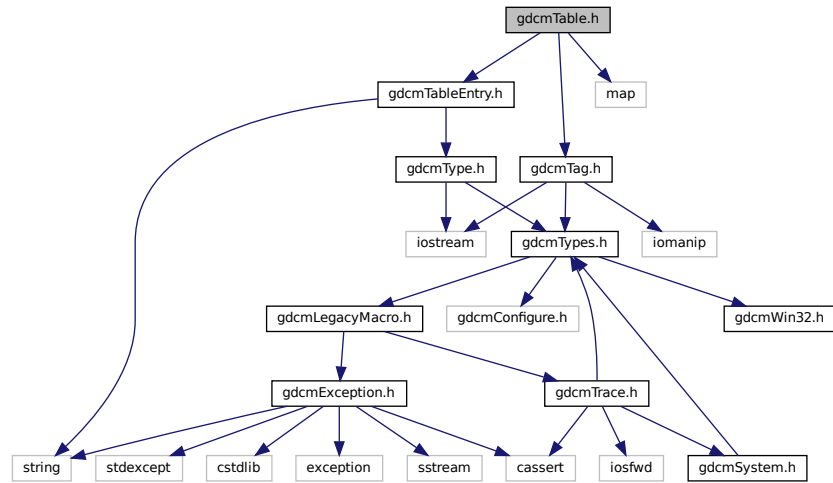 gdcmTable.h
gdcmTableEntry.h
map
gdcmType.h
gdcmTag.h
iostream
gdcmTypes.h
iomanip
gdcmLegacyMacro.h
gdcmConfigure.h
gdcmWin32.h
gdcmException.h
gdcmTrace.h
string
stdexcept
cstdlib
exception
sstream
cassert
iosfwd
gdcmSystem.h